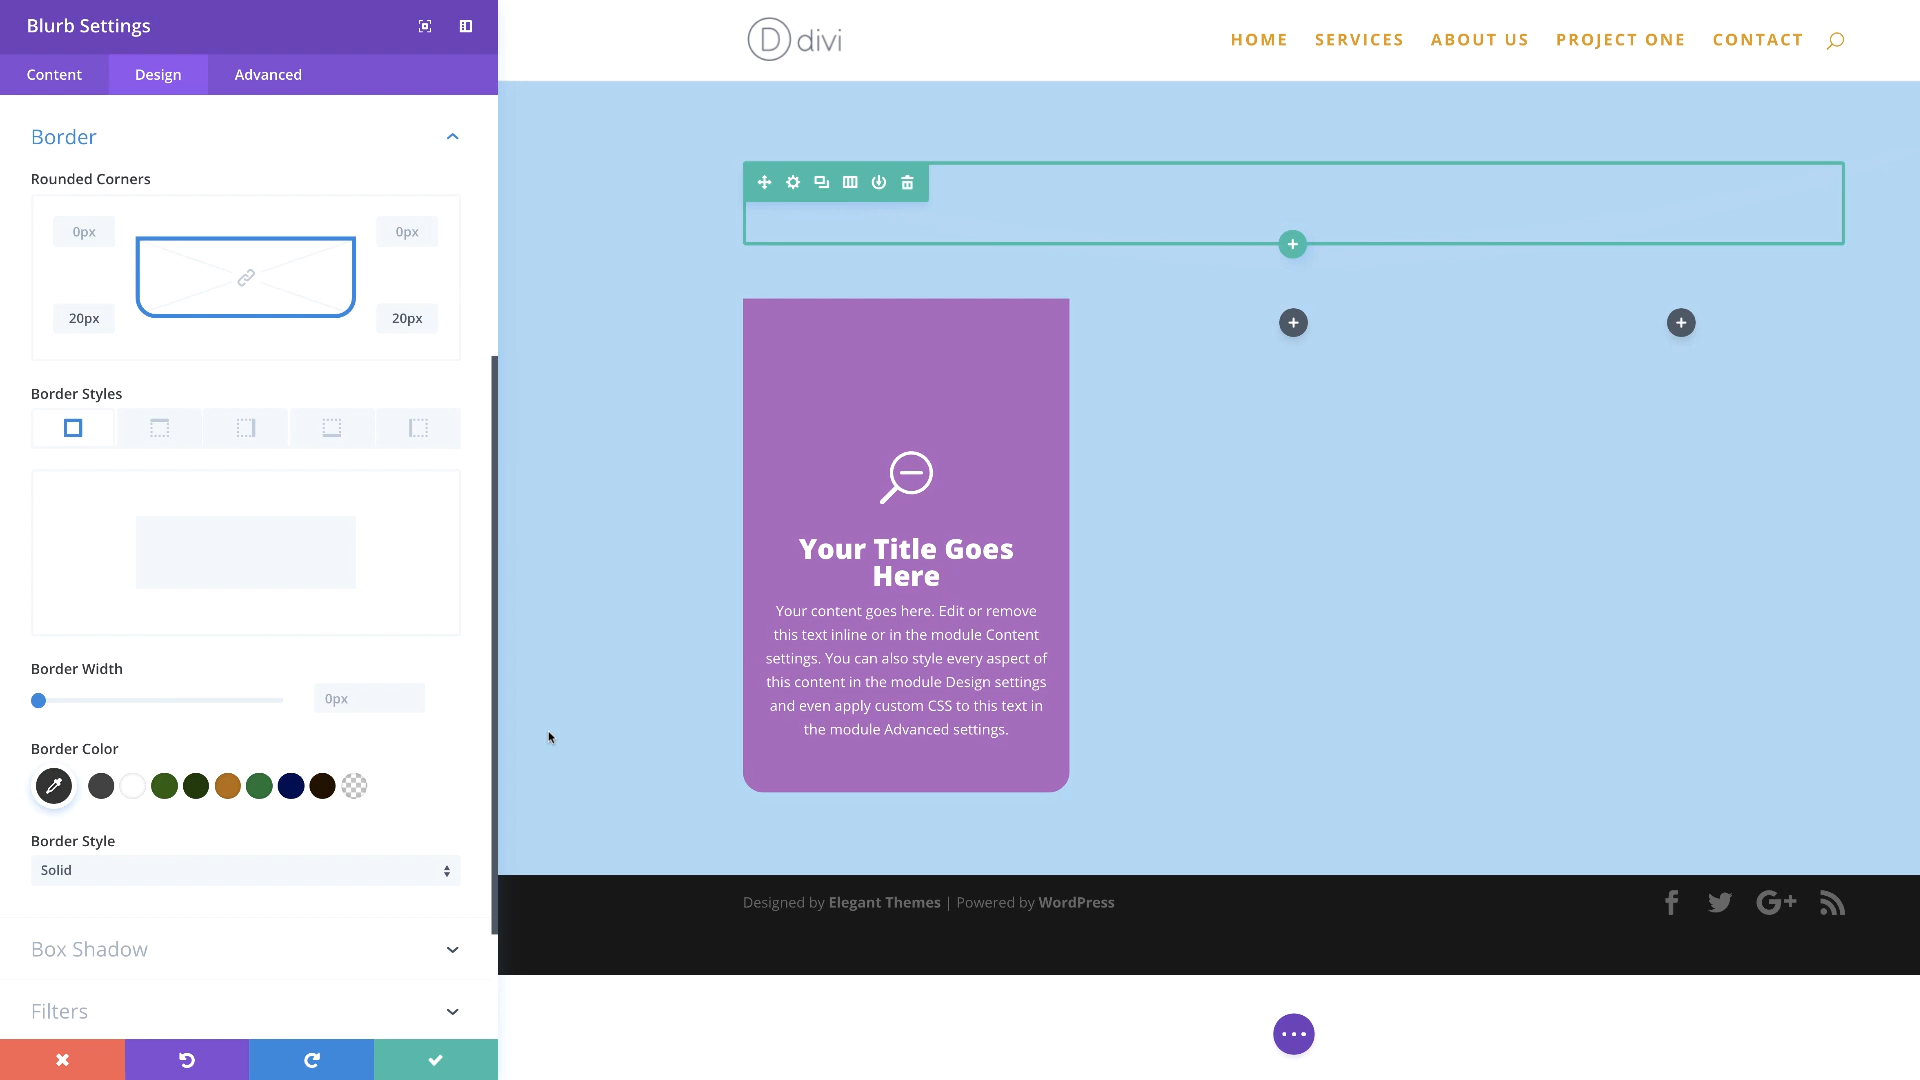 Blurb Settings
Content
Design
Advanced
Border
Rounded Corners
0px
0px
20px
20px
Border Styles
Border Width
0px
Border Color
Border Style
Solid
Box Shadow
Filters
D divi
HOME
SERVICES
ABOUT US
PROJECT ONE
CONTACT
Your Title Goes
Here
Your content goes here. Edit or remove
this text inline or in the module Content
settings. You can also style every aspect of
this content in the module Design settings
and even apply custom CSS to this text in
the module Advanced settings.
Designed by Elegant Themes | Powered by WordPress
G+